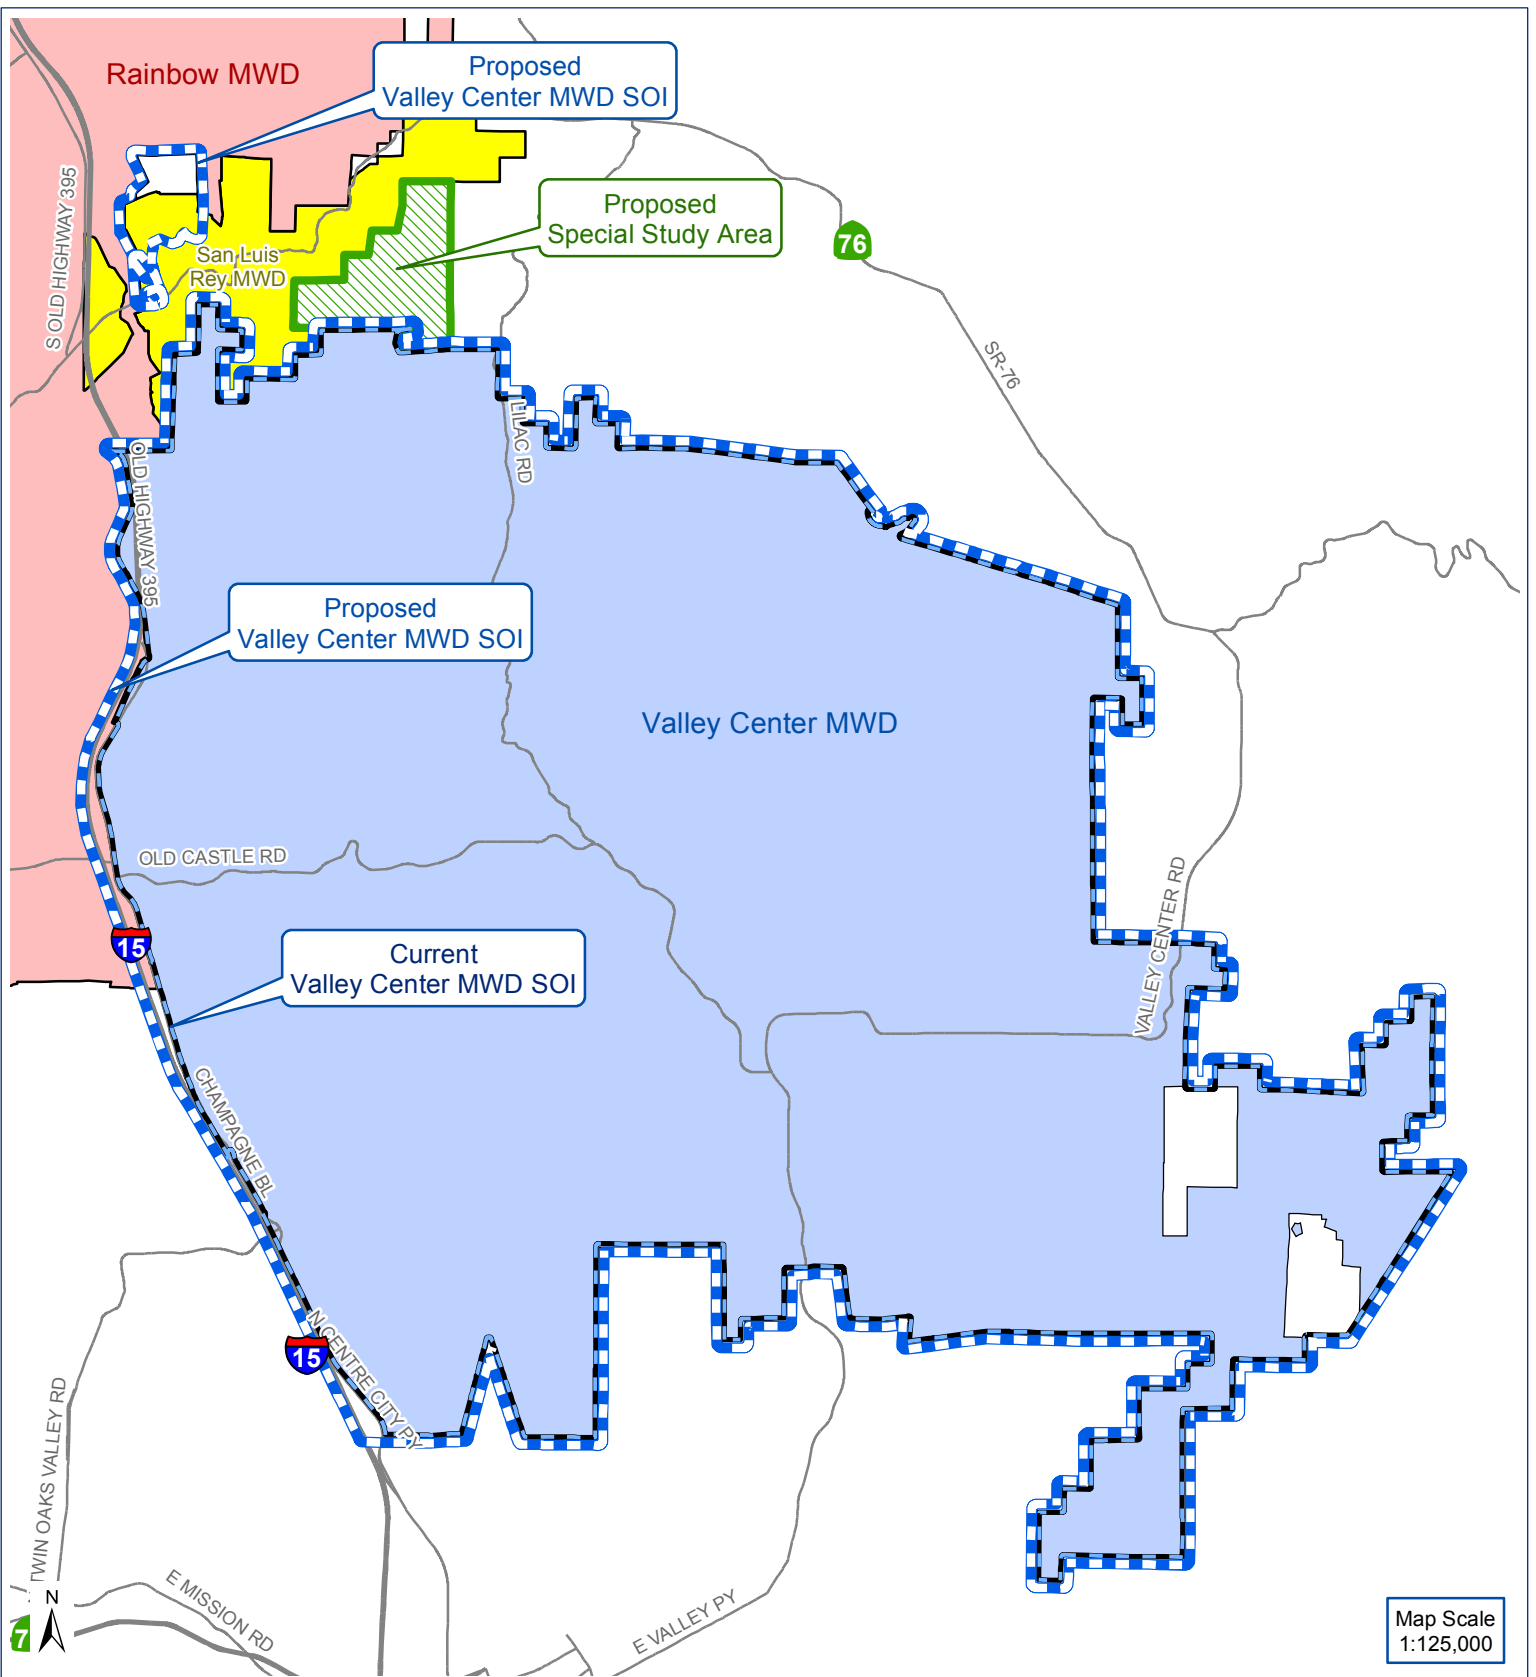 Rainbow MWD
Proposed
Valley Center MWD SOI
S OLD HIGHWAY 395
Proposed
Special Study Area
76
San Luis
Rey MWD
SR-76
LILAC RD
OLD HIGHWAY 395
Proposed
Valley Center MWD SOI
Valley Center MWD
OLD CASTLE RD
VALLEY CENTER RD
15
Current
Valley Center MWD SOI
CHAMPAGNE BL
N CENTRE CITY PY
15
TWIN OAKS VALLEY RD
N
E MISSION RD
E VALLEY PY
7
Map Scale
1:125,000